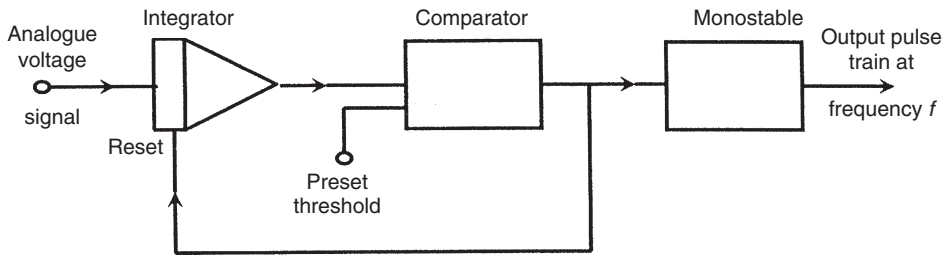 Integrator
Comparator
Monostable
Analogue
voltage
signal
Reset
Preset
threshold
Output pulse
train at
frequency f